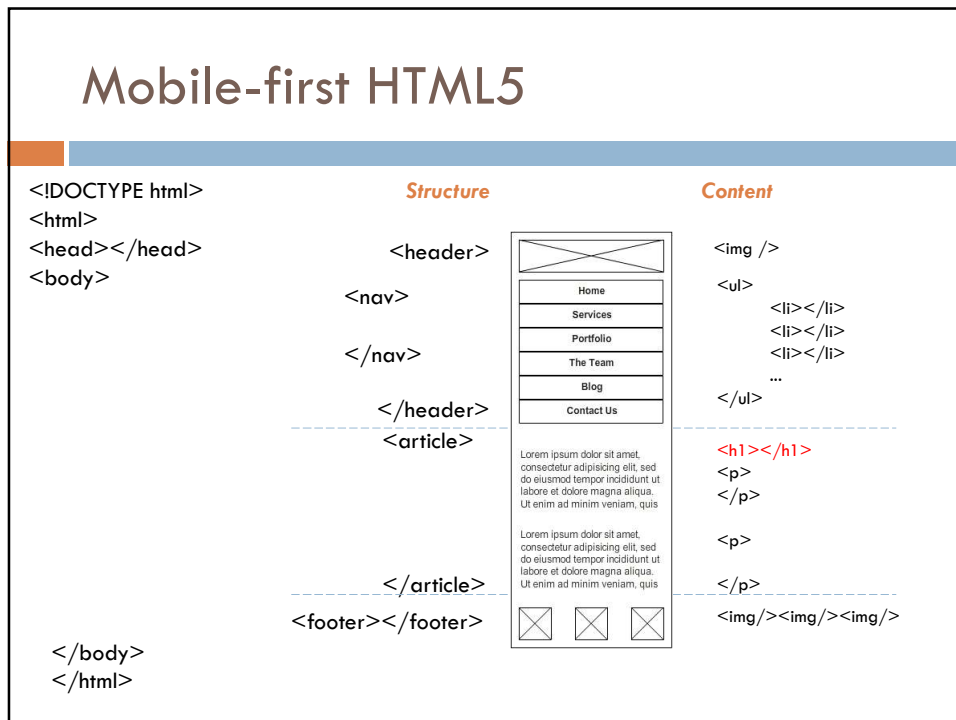 Mobile-first HTML5
<!DOCTYPE html>
<html>
<head></head>
<body>
Structure
<header>
<nav>
</nav>
</header>
<article>
</article>
<footer></footer>
Home
Services
Portfolio
The Team
Blog
Contact Us
Lorem ipsum dolor sit amet,
consectetur adipisicing elit, sed
do eiusmod tempor incididunt ut
labore et dolore magna aliqua.
Ut enim ad minim veniam, quis
Lorem ipsum dolor sit amet,
consectetur adipisicing elit, sed
do eiusmod tempor incididunt ut
labore et dolore magna aliqua.
Ut enim ad minim veniam, quis
Content
<img />
<ul>
<li></li>
<li></li>
<li></li>
...
</ul>
<h1></h1>
<p>
</p>
<p>
</p>
<img/><img/><img/>
</body>
</html>